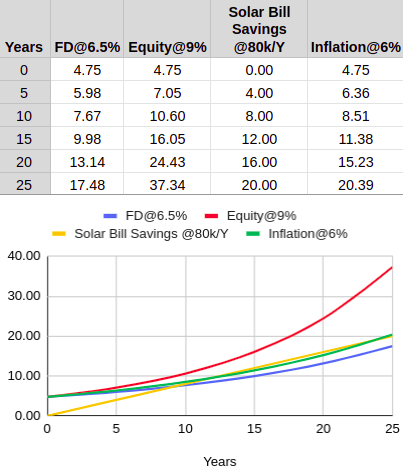 Years FD@6.5% Equity@9% Solar Bill Savings @80k/Y Inflation@6%
0 4.75 4.75 0.00 4.75
5 5.98 7.05 4.00 6.36
10 7.67 10.60 8.00 8.51
15 9.98 16.05 12.00 11.38
20 13.14 24.43 16.00 15.23
25 17.48 37.34 20.00 20.39
FD@6.5% Equity@9%
Solar Bill Savings @80k/Y Inflation@6%
40.00
30.00
20.00
10.00
0.00
0 5 10 15 20 25
Years